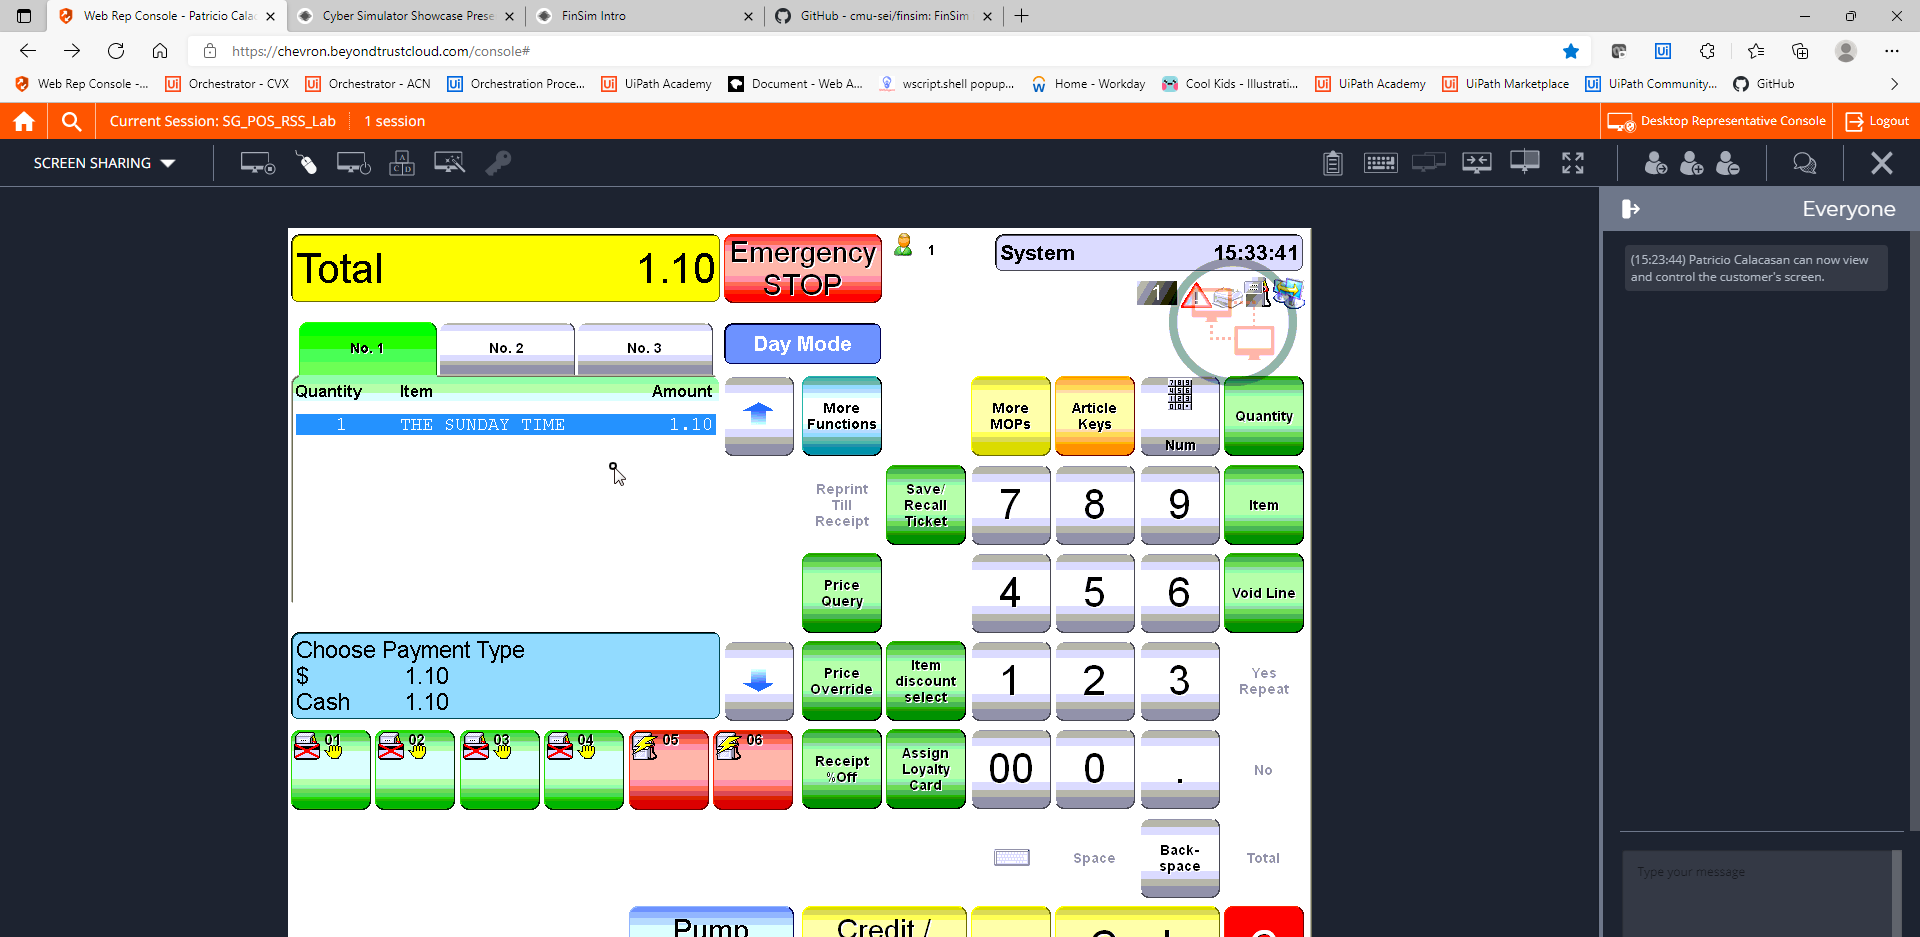 Web Rep Console - Patricio Cala
Cyber Simulator Showcase Prese
FinSim Intro
GitHub - cmu-sei/finsim: FinSim
https://chevron.beyondtrustcloud.com/console#
Web Rep Console -...
Orchestrator - CVX
Orchestrator - ACN
Orchestration Proce...
UiPath Academy
Document - Web A...
wscript.shell popup...
Home - Workday
Cool Kids - Illustrati...
UiPath Academy
UiPath Marketplace
UiPath Community...
GitHub
Current Session: SG_POS_RSS_Lab
1 session
Desktop Representative Console
Logout
SCREEN SHARING
Everyone
(15:23:44) Patricio Calacasan can now view
and control the customer's screen.
Type your message
Total 1.10
Emergency
STOP
1
System 15:33:41
1
No. 1
No. 2
No. 3
Day Mode
Quantity Item Amount
1 THE SUNDAY TIME 1.10
More
Functions
More
MOPs
Article
Keys
Num
Quantity
Reprint
Till
Receipt
Save/
Recall
Ticket
7
8
9
Item
Price
Query
4
5
6
Void Line
Choose Payment Type
$ 1.10
Cash 1.10
Price
Override
Item
discount
select
1
2
3
Yes
Repeat
01
02
03
04
05
06
Receipt
%Off
Assign
Loyalty
Card
00
0
.
No
Space
Back-
space
Total
Pump
Credit /